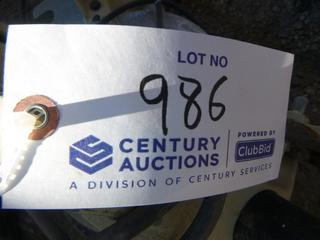 LOT NO
986
CENTURY
AUCTIONS
POWERED BY
ClubBid
A DIVISION OF CENTURY SERVICES